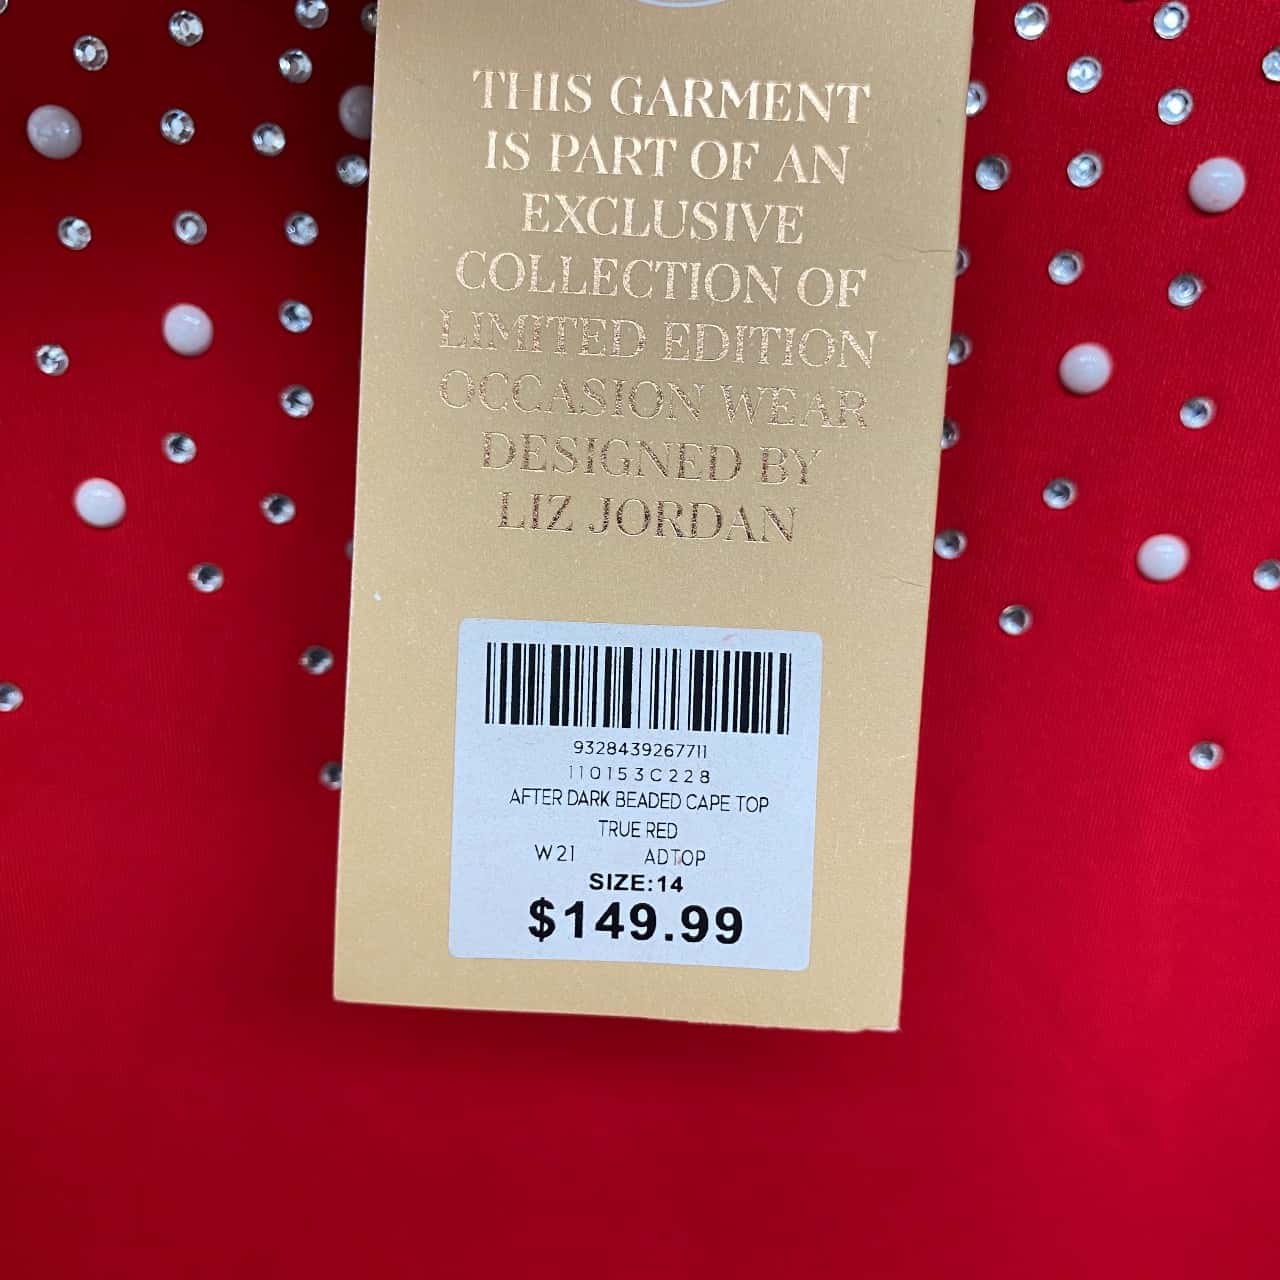 THIS GARMENT
IS PART OF AN
EXCLUSIVE
COLLECTION OF
LIMITED EDITION
OCCASION WEAR
DESIGNED BY
LIZ JORDAN
9328439267711
110153C228
AFTER DARK BEADED CAPE TOP
TRUE RED
W21 ADTOP
SIZE:14
$149.99